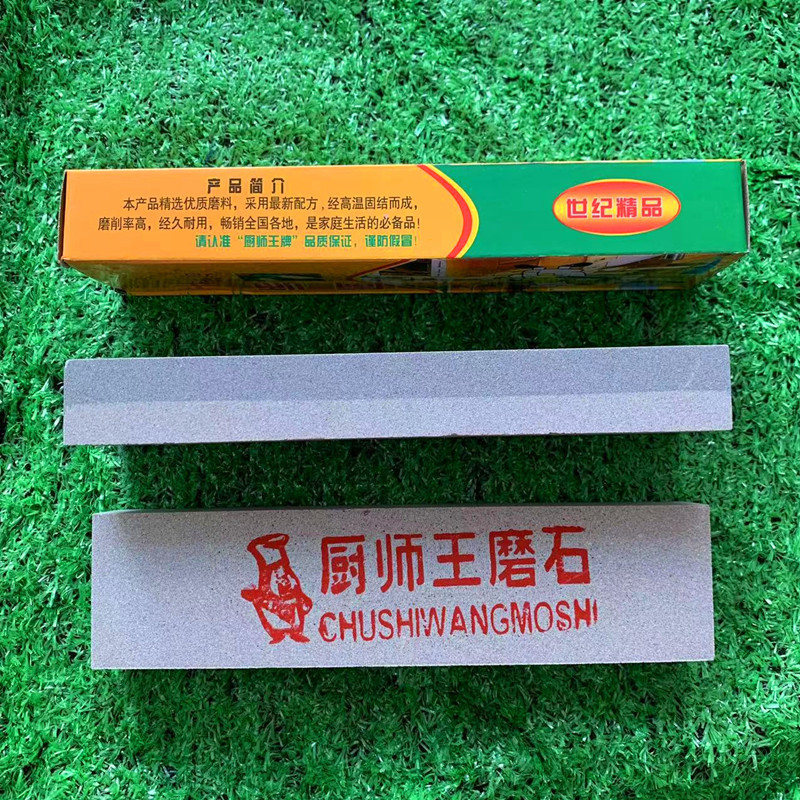 产品简介
本产品精选优质磨料，采用最新配方，经高温固结而成，
磨削率高，经久耐用，畅销全国各地，是家庭生活的必备品！
请认准“厨师王牌”品质保证，谨防假冒！
世纪精品
厨师王磨石
CHUSHIWANGMOSHI